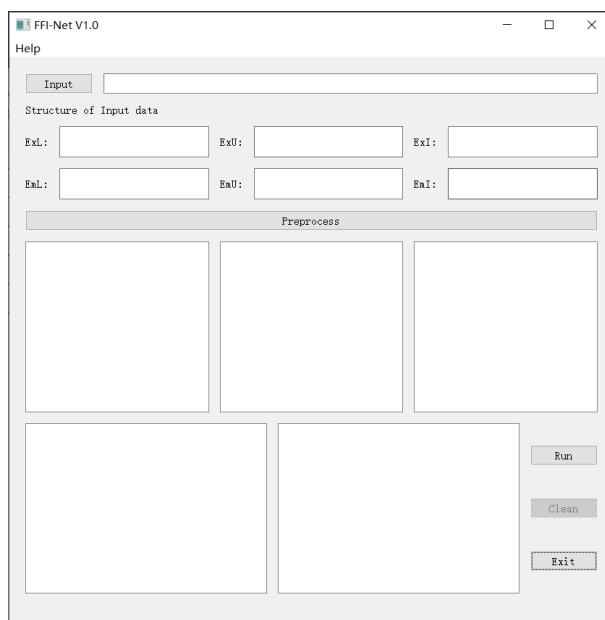 FFI-Net V1.0
Help
Input
Structure of Input data
ExL: ExU: ExI:
EmL: EmU: EmI:
Preprocess
Run
Clean
Exit